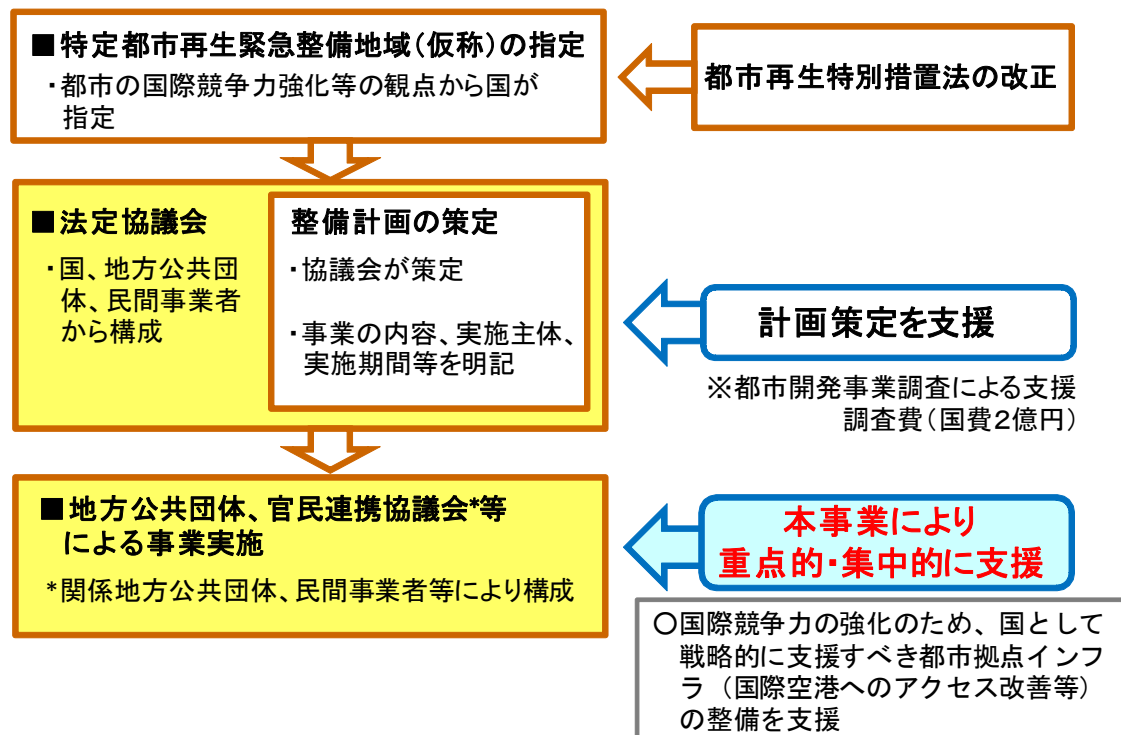 ■特定都市再生緊急整備地域(仮称)の指定
・都市の国際競争力強化等の観点から国が
指定
都市再生特別措置法の改正
■法定協議会
・国、地方公共団
体、民間事業者
から構成
整備計画の策定
・協議会が策定
・事業の内容、実施主体、
実施期間等を明記
計画策定を支援
※都市開発事業調査による支援
調査費(国費2億円)
■地方公共団体、官民連携協議会*等
による事業実施
*関係地方公共団体、民間事業者等により構成
本事業により
重点的・集中的に支援
○国際競争力の強化のため、国として
戦略的に支援すべき都市拠点インフ
ラ(国際空港へのアクセス改善等)
の整備を支援